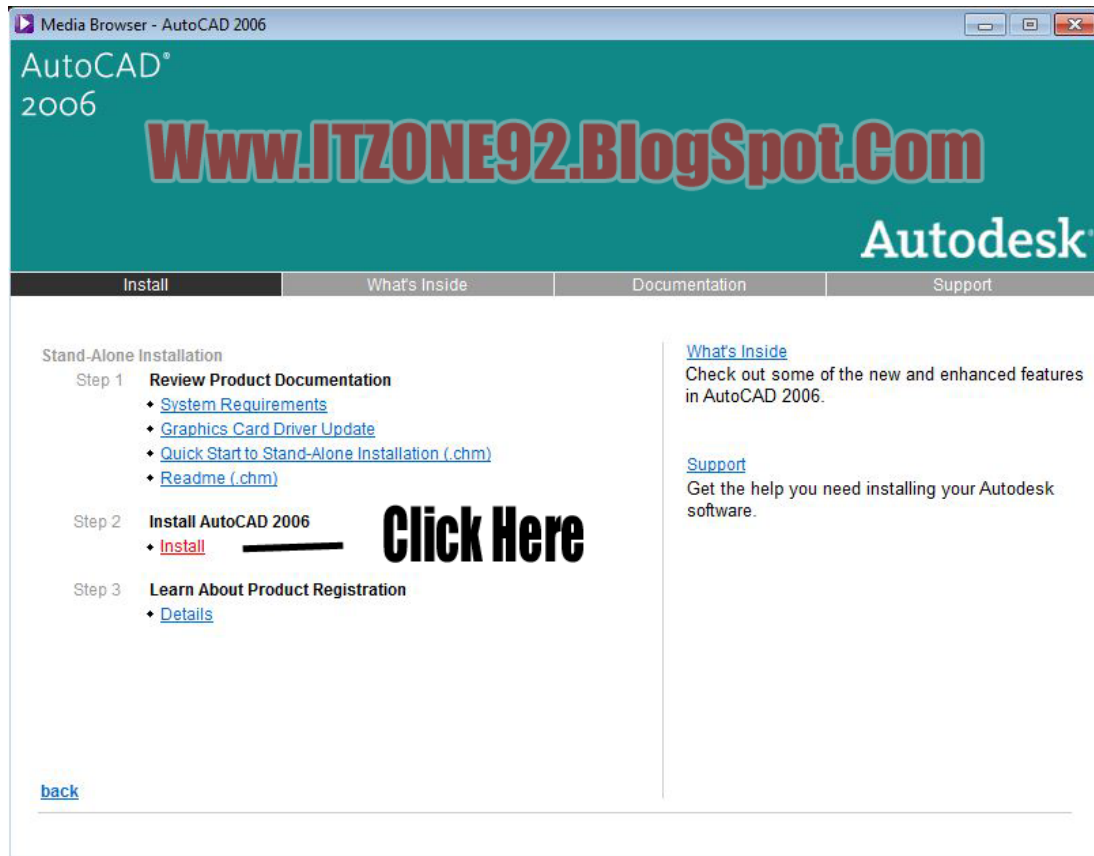 Media Browser - AutoCAD 2006
AutoCAD®
2006
Www.ITZONE92.BlogSpot.Com
Autodesk®
Install What's Inside Documentation Support
Stand-Alone Installation
Step 1 Review Product Documentation
System Requirements
Graphics Card Driver Update
Quick Start to Stand-Alone Installation (.chm)
Readme (.chm)
Step 2 Install AutoCAD 2006
Install
Click Here
Step 3 Learn About Product Registration
Details
What's Inside
Check out some of the new and enhanced features
in AutoCAD 2006.
Support
Get the help you need installing your Autodesk
software.
back